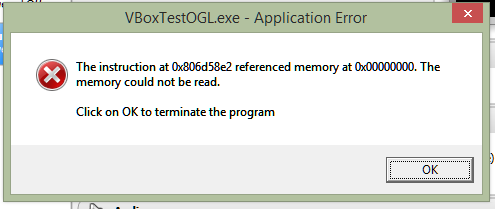 VBoxTestOGL.exe - Application Error
The instruction at 0x806d58e2 referenced memory at 0x00000000. The
memory could not be read.
Click on OK to terminate the program
OK